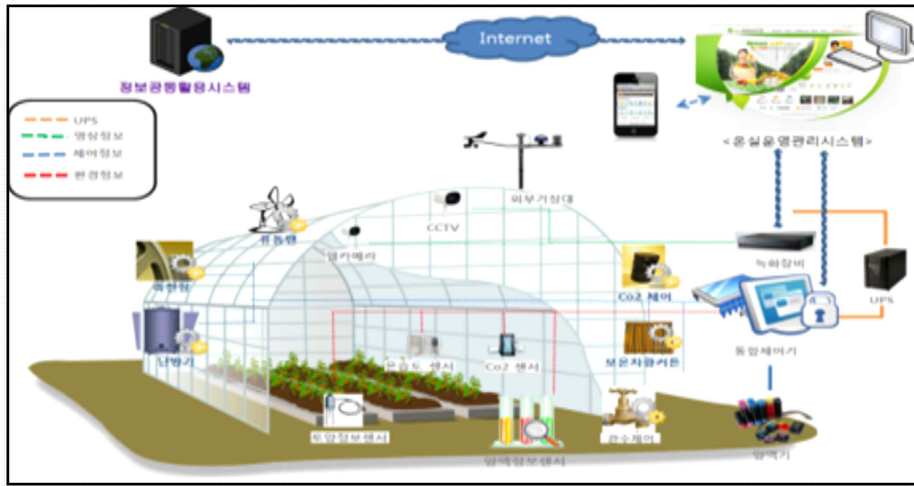 Internet
정보공동활용시스템
UPS
영상정보
제어정보
환경정보
<온실운영관리시스템>
외부기상대
CCTV
유동팬
웹카메라
녹화장비
UPS
Co2 제어
통합제어기
난방기
온습도 센서
Co2 센서
보온차광커튼
토양정보센서
양액정보센서
관수제어
양액기